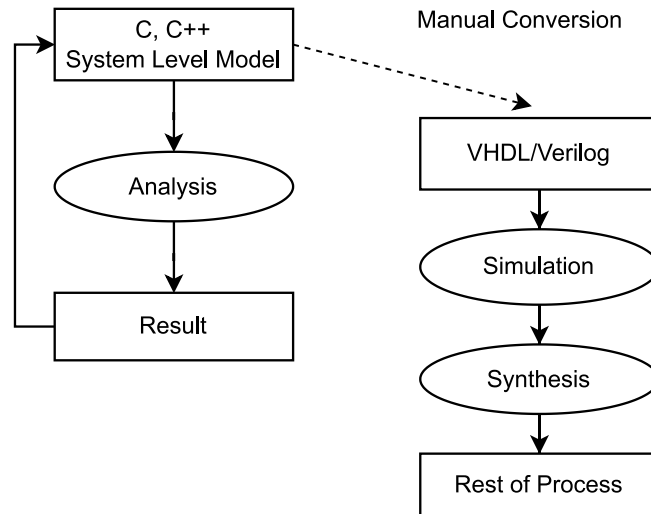 C, C++
System Level Model
Manual Conversion
Analysis
Result
VHDL/Verilog
Simulation
Synthesis
Rest of Process